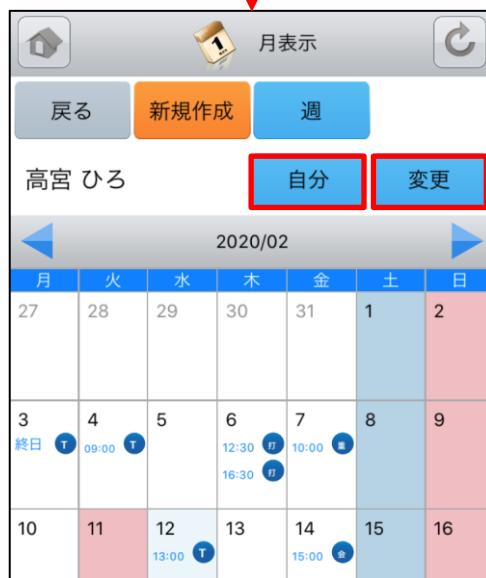 1 月表示
戻る 新規作成 週
高宮 ひろ 自分 変更
2020/02
月 火 水 木 金 土 日
27 28 29 30 31 1 2
3 4 5 6 7 8 9
終日 T 09:00 T 12:30 打 10:00 重
16:30 打
10 11 12 13 14 15 16
13:00 T 15:00 会